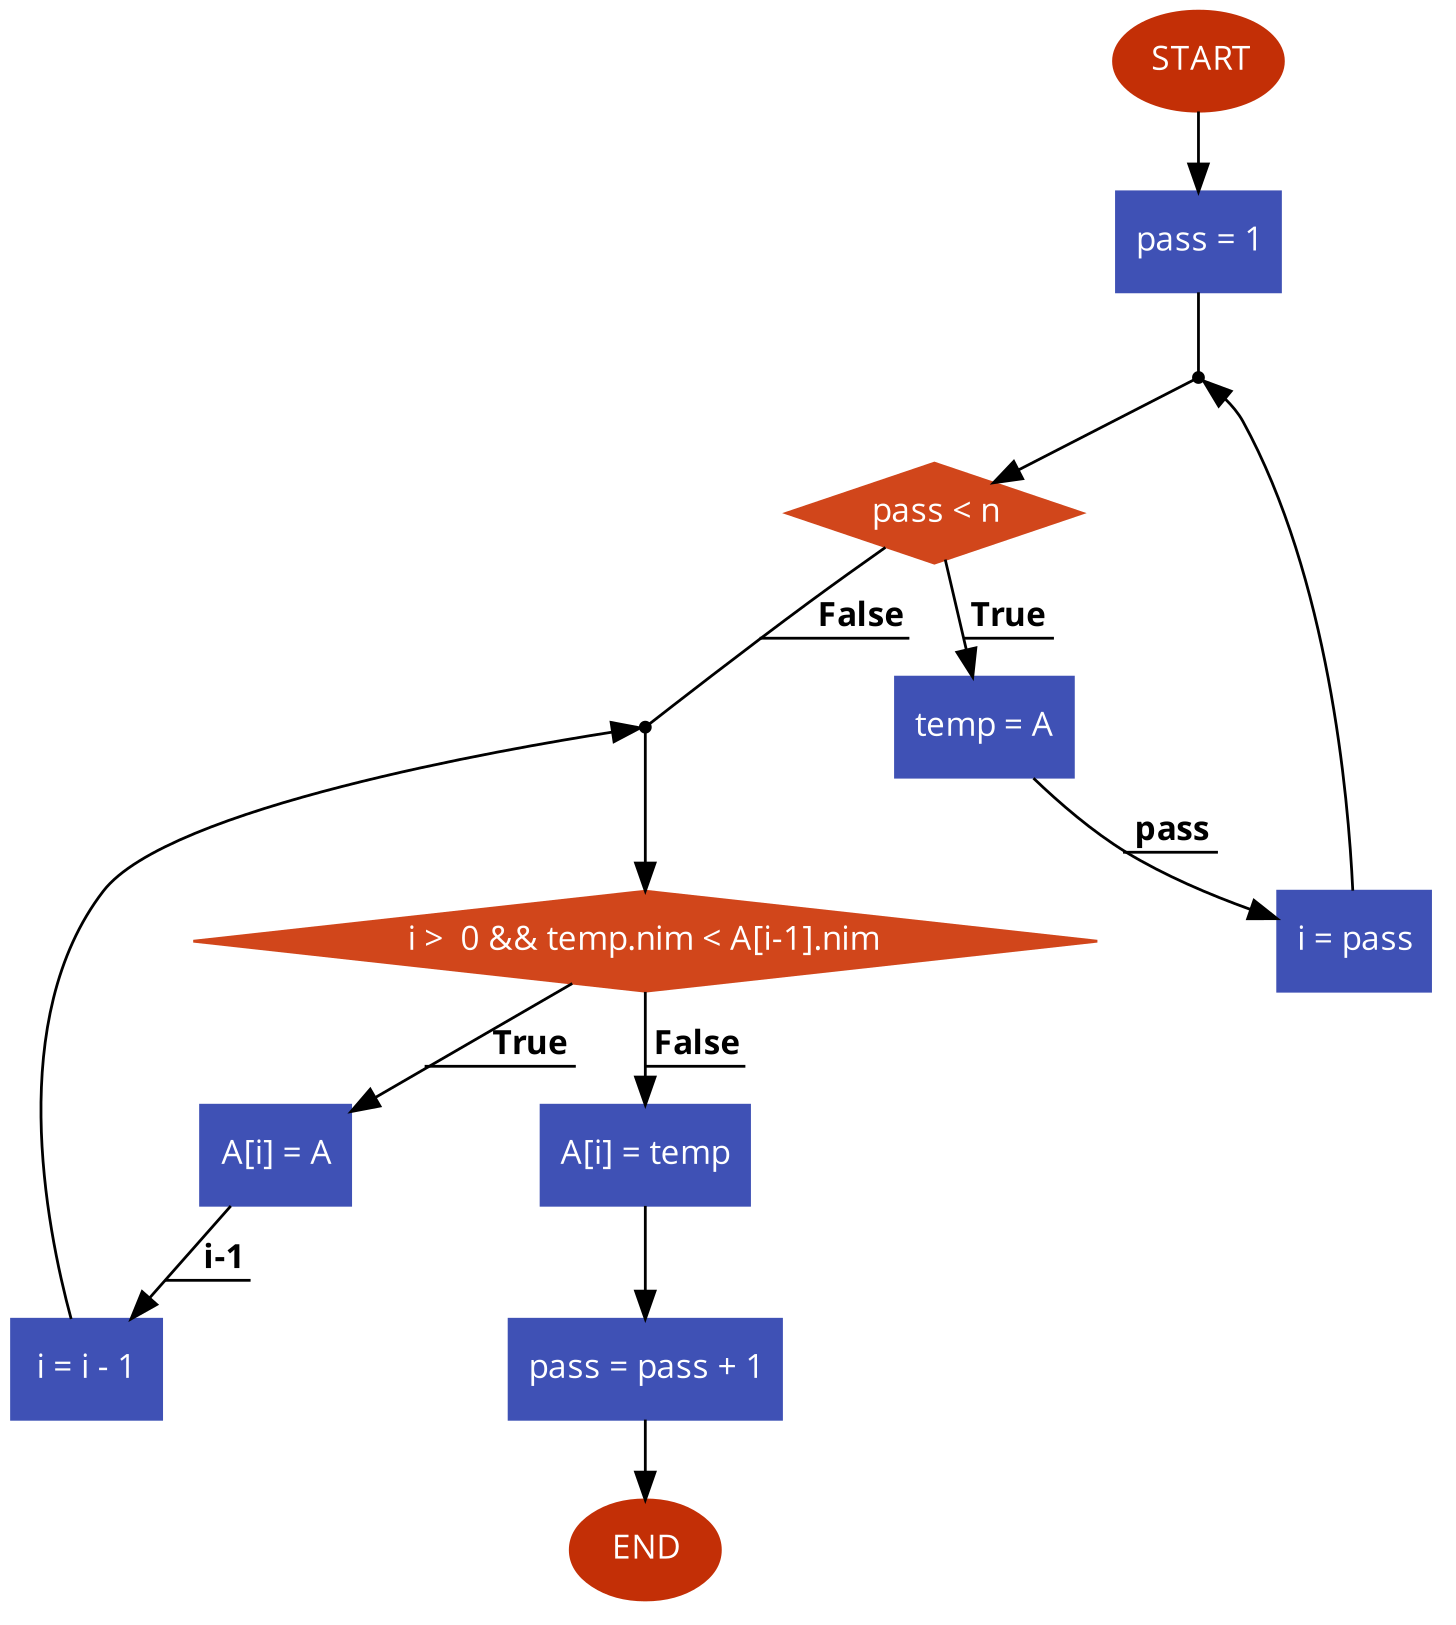 START
pass = 1
pass < n
False
True
temp = A
pass
i = pass
i >  0 && temp.nim < A[i-1].nim
True
False
A[i] = A
A[i] = temp
i-1
i = i - 1
pass = pass + 1
END